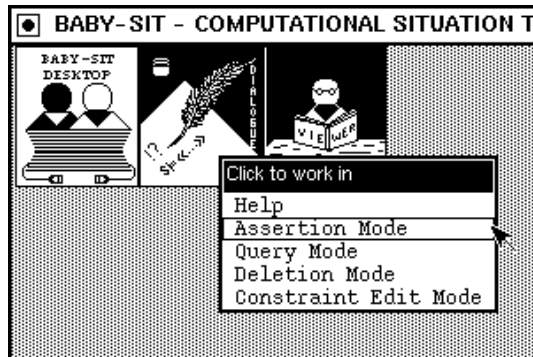 BABY-SIT - COMPUTATIONAL SITUATION T
BABY-SIT
DESKTOP
DIALOGUE
!?
VIEWER
Click to work in
Help
Assertion Mode
Query Mode
Deletion Mode
Constraint Edit Mode